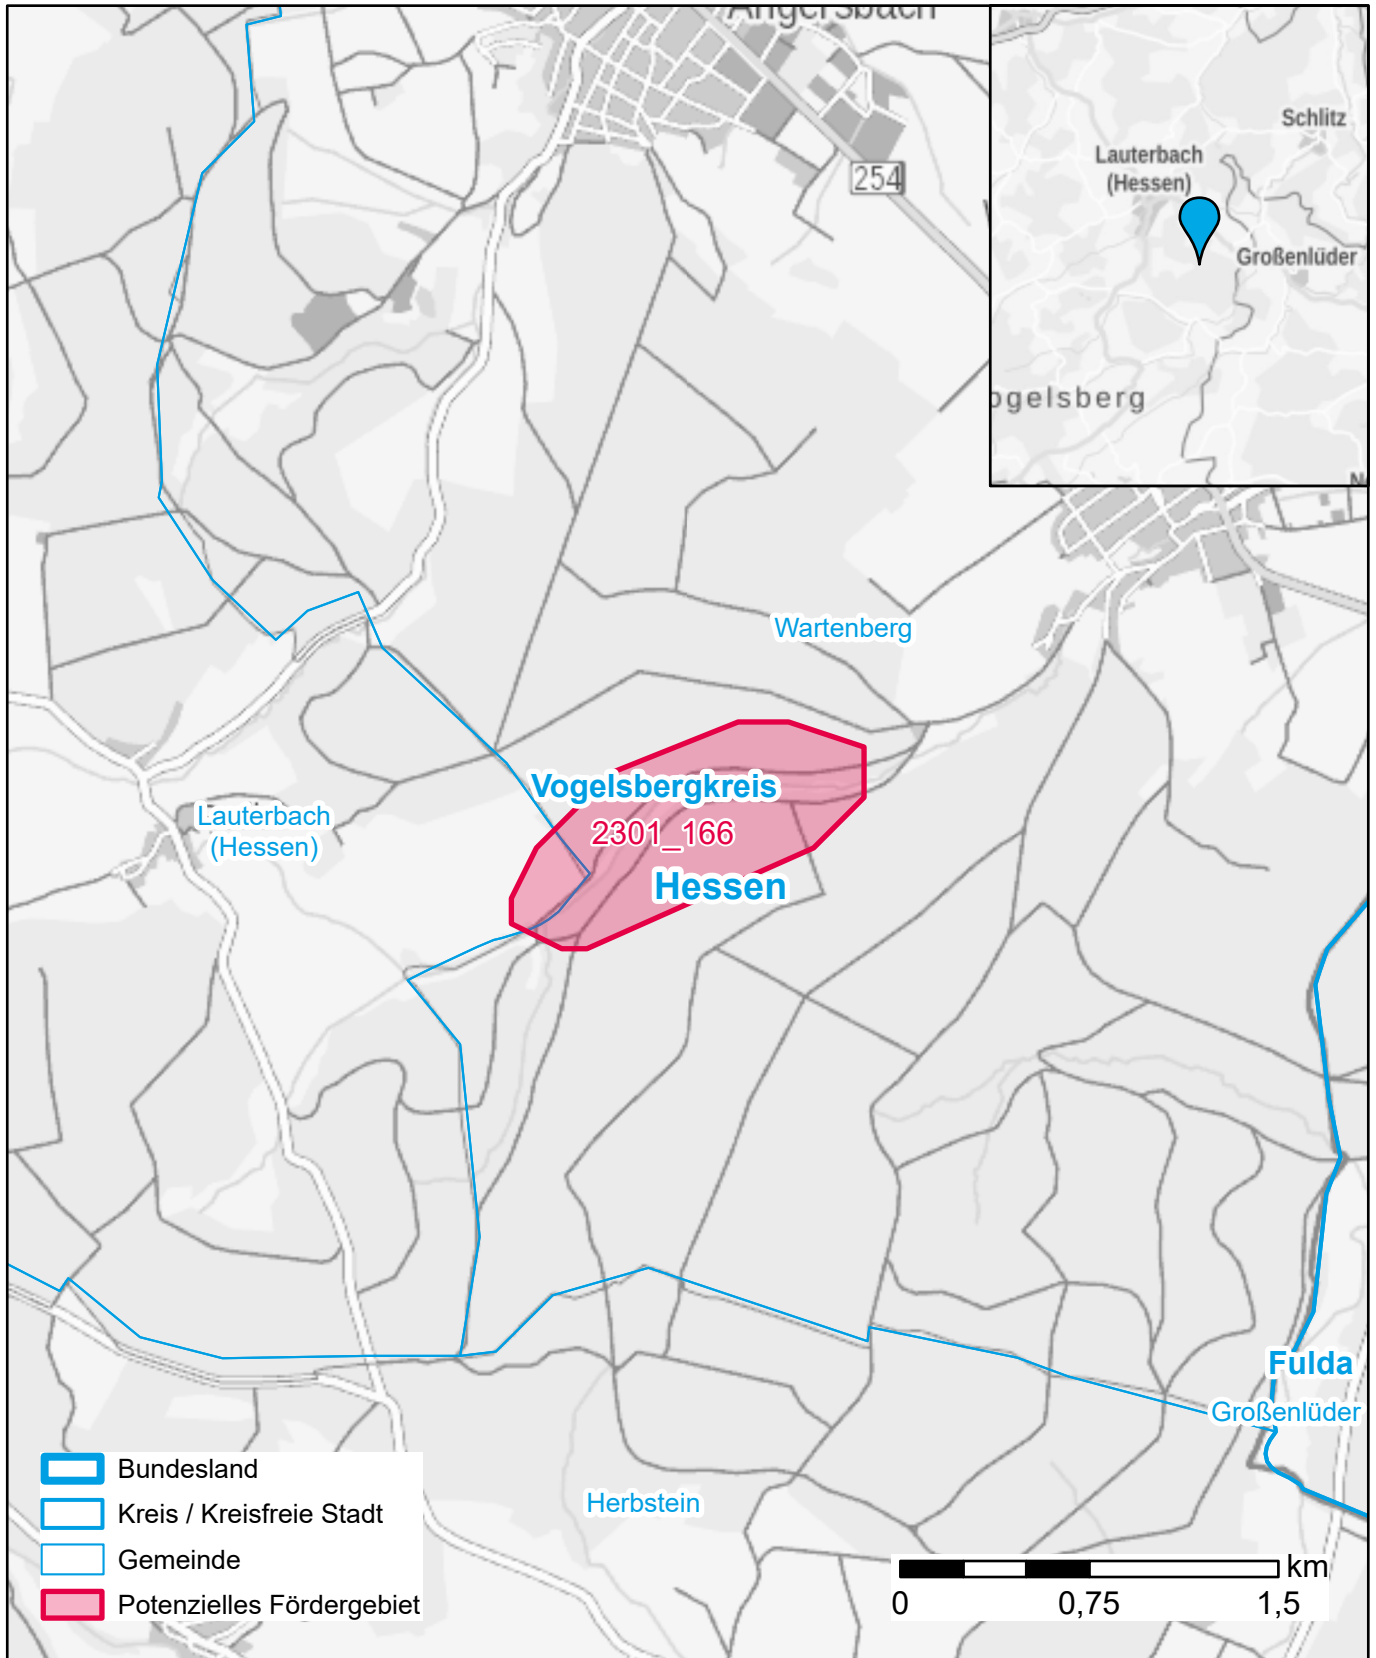 Angersbach
254
Schlitz
Lauterbach
(Hessen)
Großenlüder
ogelsberg
Wartenberg
Vogelsbergkreis
2301_166
Hessen
Lauterbach
(Hessen)
Fulda
Großenlüder
Herbstein
Bundesland
Kreis / Kreisfreie Stadt
Gemeinde
Potenzielles Fördergebiet
km
0 0,75 1,5